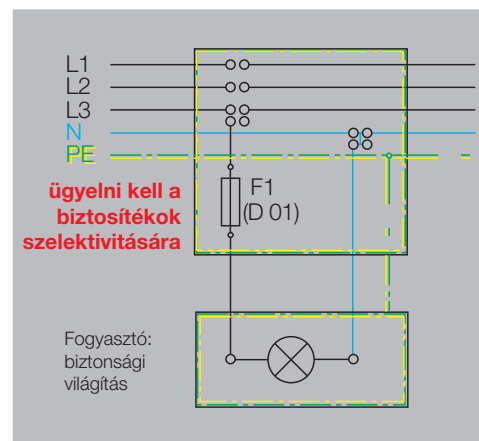 L1
L2
L3
N
PE
ügyelni kell a
biztosítékok
szelektivitására
F1
(D 01)
Fogyasztó:
biztonsági
világítás